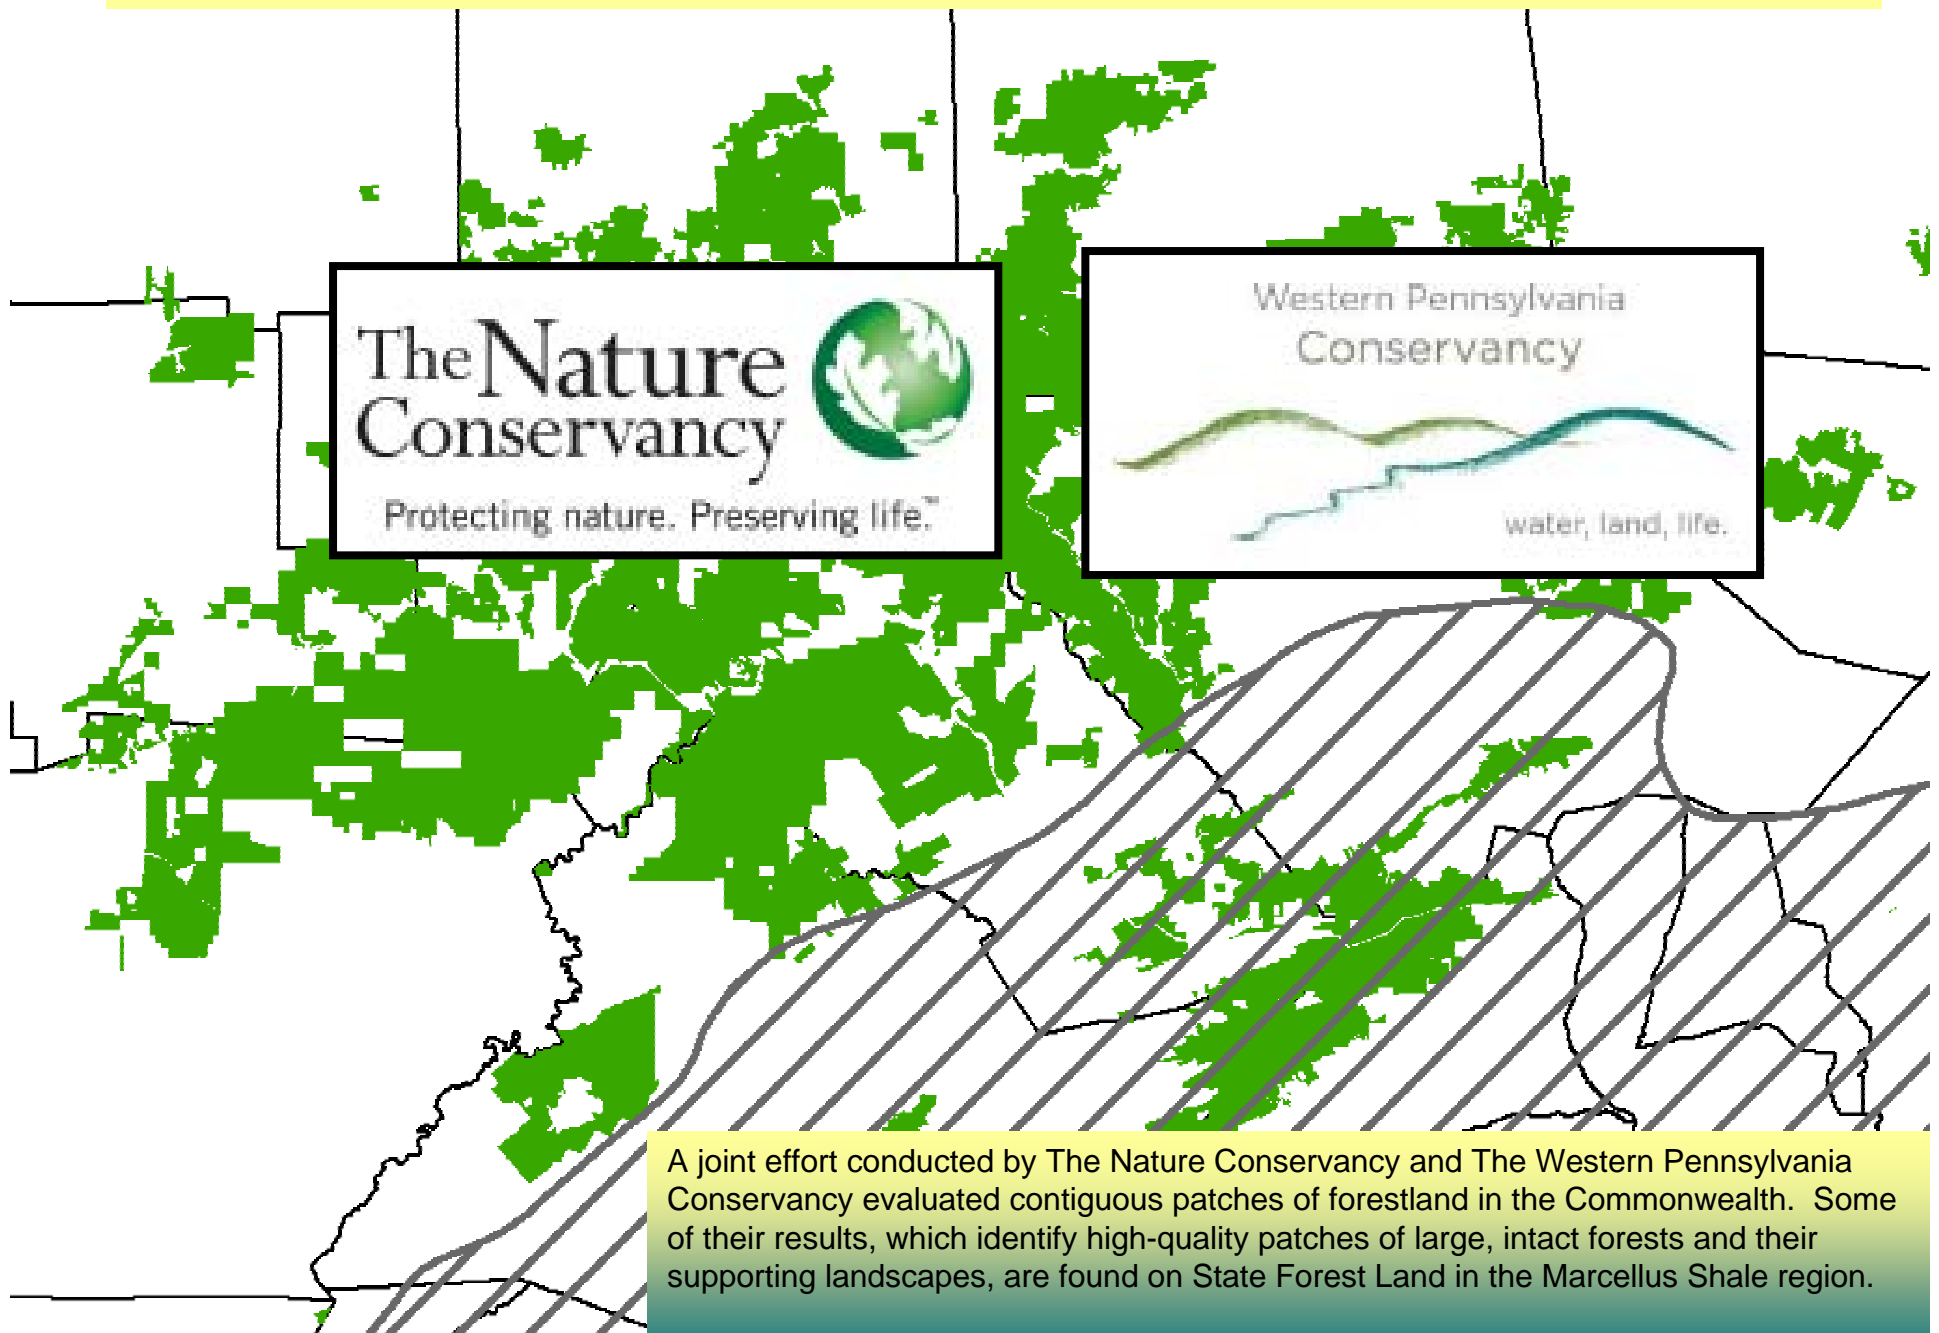 The Nature
Conservancy
Protecting nature. Preserving life.™
Western Pennsylvania
Conservancy
water, land, life.
A joint effort conducted by The Nature Conservancy and The Western Pennsylvania
Conservancy evaluated contiguous patches of forestland in the Commonwealth.  Some
of their results, which identify high-quality patches of large, intact forests and their
supporting landscapes, are found on State Forest Land in the Marcellus Shale region.